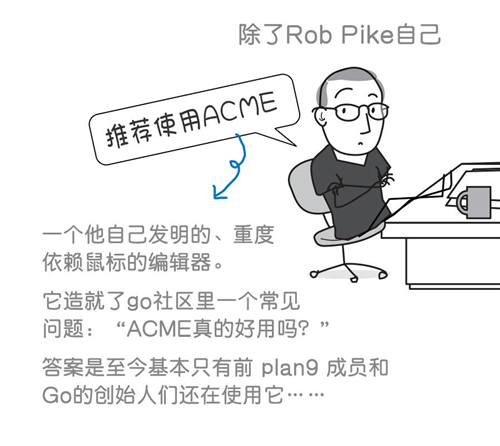 除了Rob Pike自己
推荐使用ACME
一个他自己发明的、重度
依赖鼠标的编辑器。
它造就了go社区里一个常见
问题：“ACME真的好用吗？”
答案是至今基本只有前 plan9 成员和
Go的创始人们还在使用它……